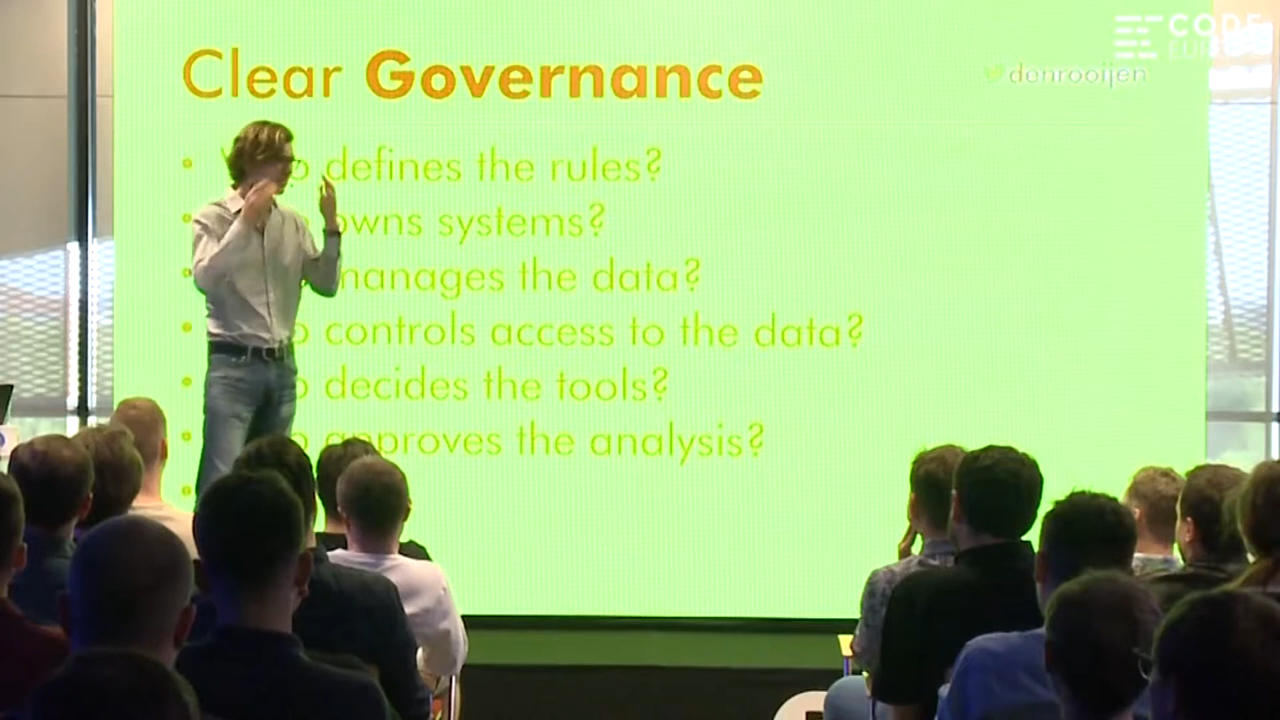 CODE
EUROPE
Clear Governance
denrooijen
• defines the rules?
• owns systems?
• manages the data?
• controls access to the data?
• decides the tools?
• approves the analysis?
•